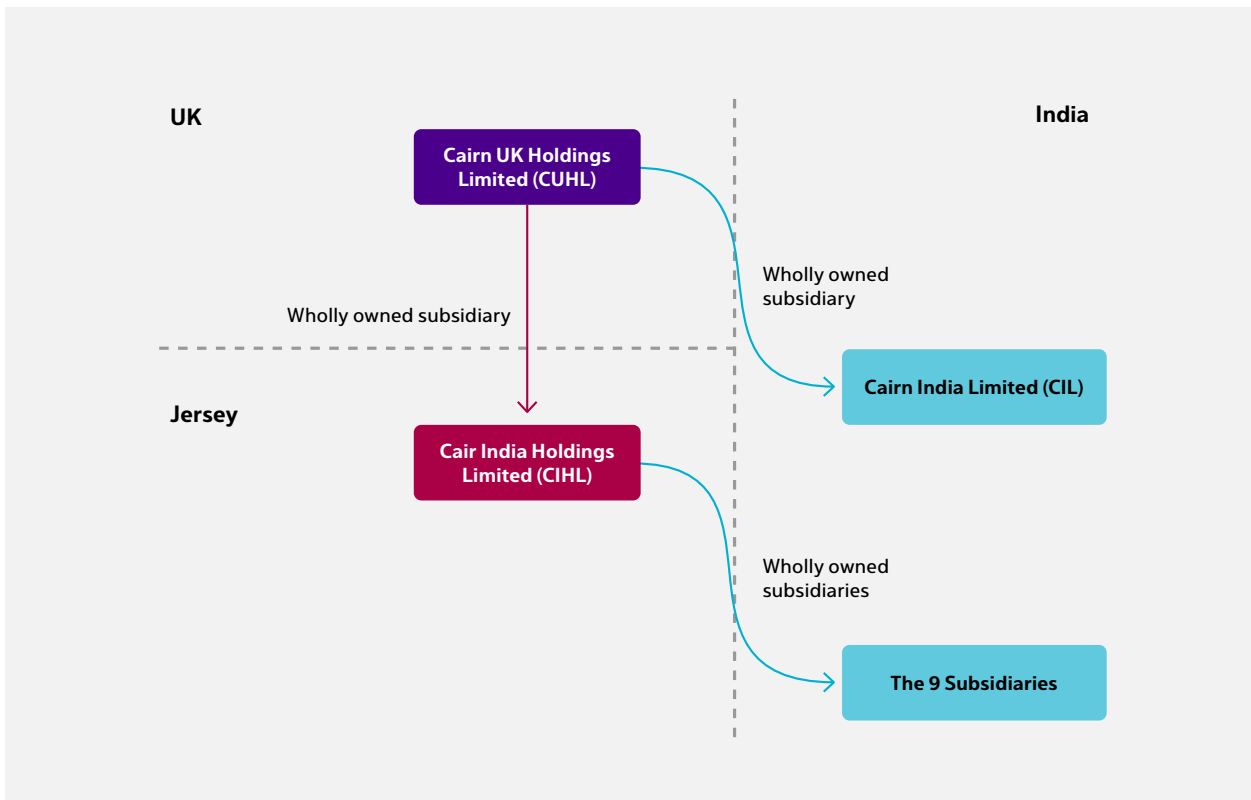 UK
India
Cairn UK Holdings
Limited (CUHL)
Wholly owned
subsidiary
Wholly owned subsidiary
Cairn India Limited (CIL)
Jersey
Cair India Holdings
Limited (CIHL)
Wholly owned
subsidiaries
The 9 Subsidiaries